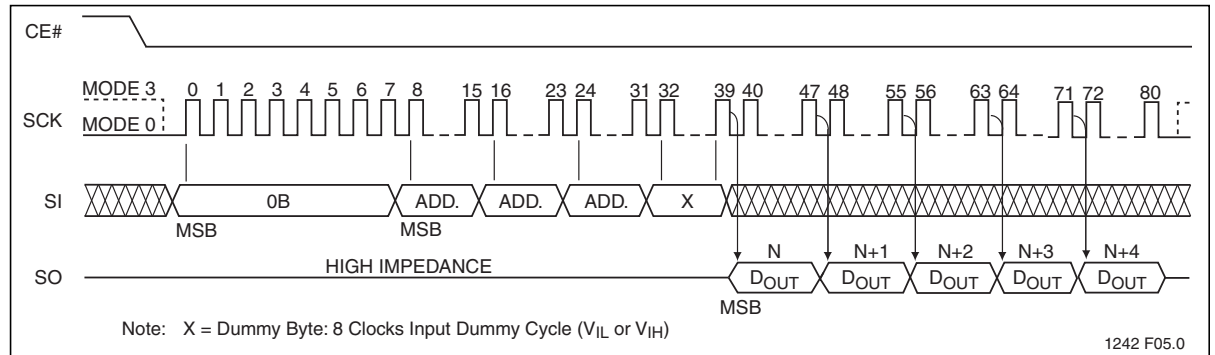 CE#
MODE 3 0 1 2 3 4 5 6 7 8 15 16 23 24 31 32 39 40 47 48 55 56 63 64 71 72 80
SCK MODE 0
SI 0B ADD. ADD. ADD. X
MSB MSB
N N+1 N+2 N+3 N+4
SO HIGH IMPEDANCE DOUT DOUT DOUT DOUT DOUT
MSB
Note: X = Dummy Byte: 8 Clocks Input Dummy Cycle (VIL or VIH)
1242 F05.0